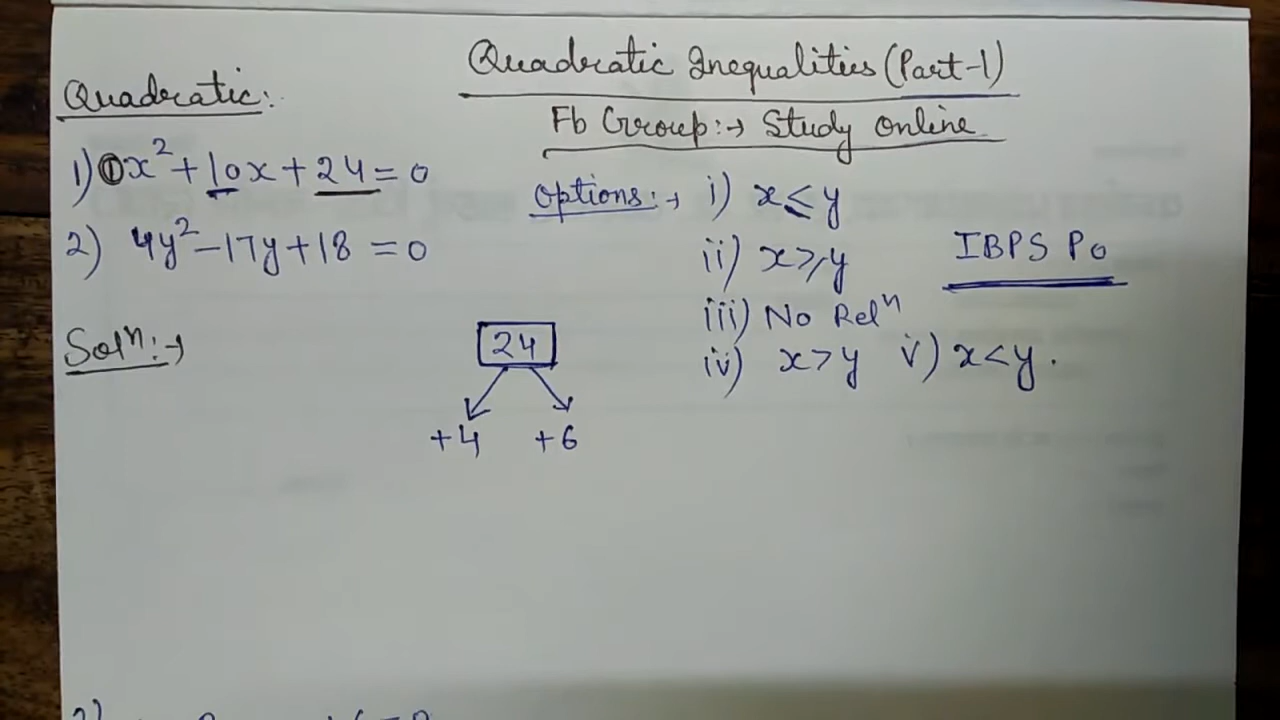 Quadratic Inequalities (Part-1)
Fb Group:→ Study Online
Quadratic:
1) 1x²+10x+24=0
2) 4y²-17y+18=0
Options:→ i) x≤y
ii) x≥y
iii) No Relⁿ
iv) x>y v) x<y.
IBPS PO
Solⁿ:→
24
+4 +6